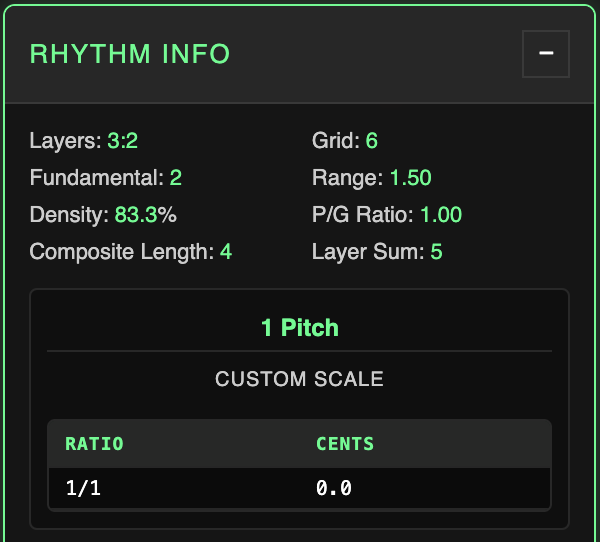 RHYTHM INFO
Layers: 3:2 Grid: 6
Fundamental: 2 Range: 1.50
Density: 83.3% P/G Ratio: 1.00
Composite Length: 4 Layer Sum: 5
1 Pitch
CUSTOM SCALE
RATIO CENTS
1/1 0.0